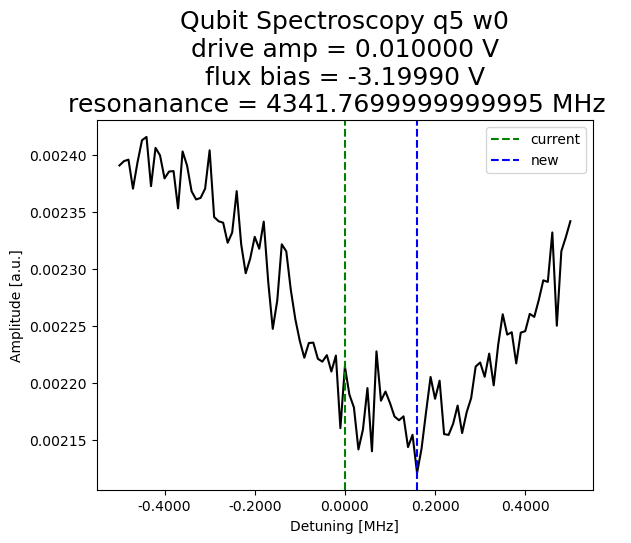 Qubit Spectroscopy q5 w0
drive amp = 0.010000 V
flux bias = -3.19990 V
resonanance = 4341.7699999999995 MHz
current
new
0.00240
0.00235
0.00230
0.00225
0.00220
0.00215
Amplitude [a.u.]
-0.4000
-0.2000
0.0000
0.2000
0.4000
Detuning [MHz]